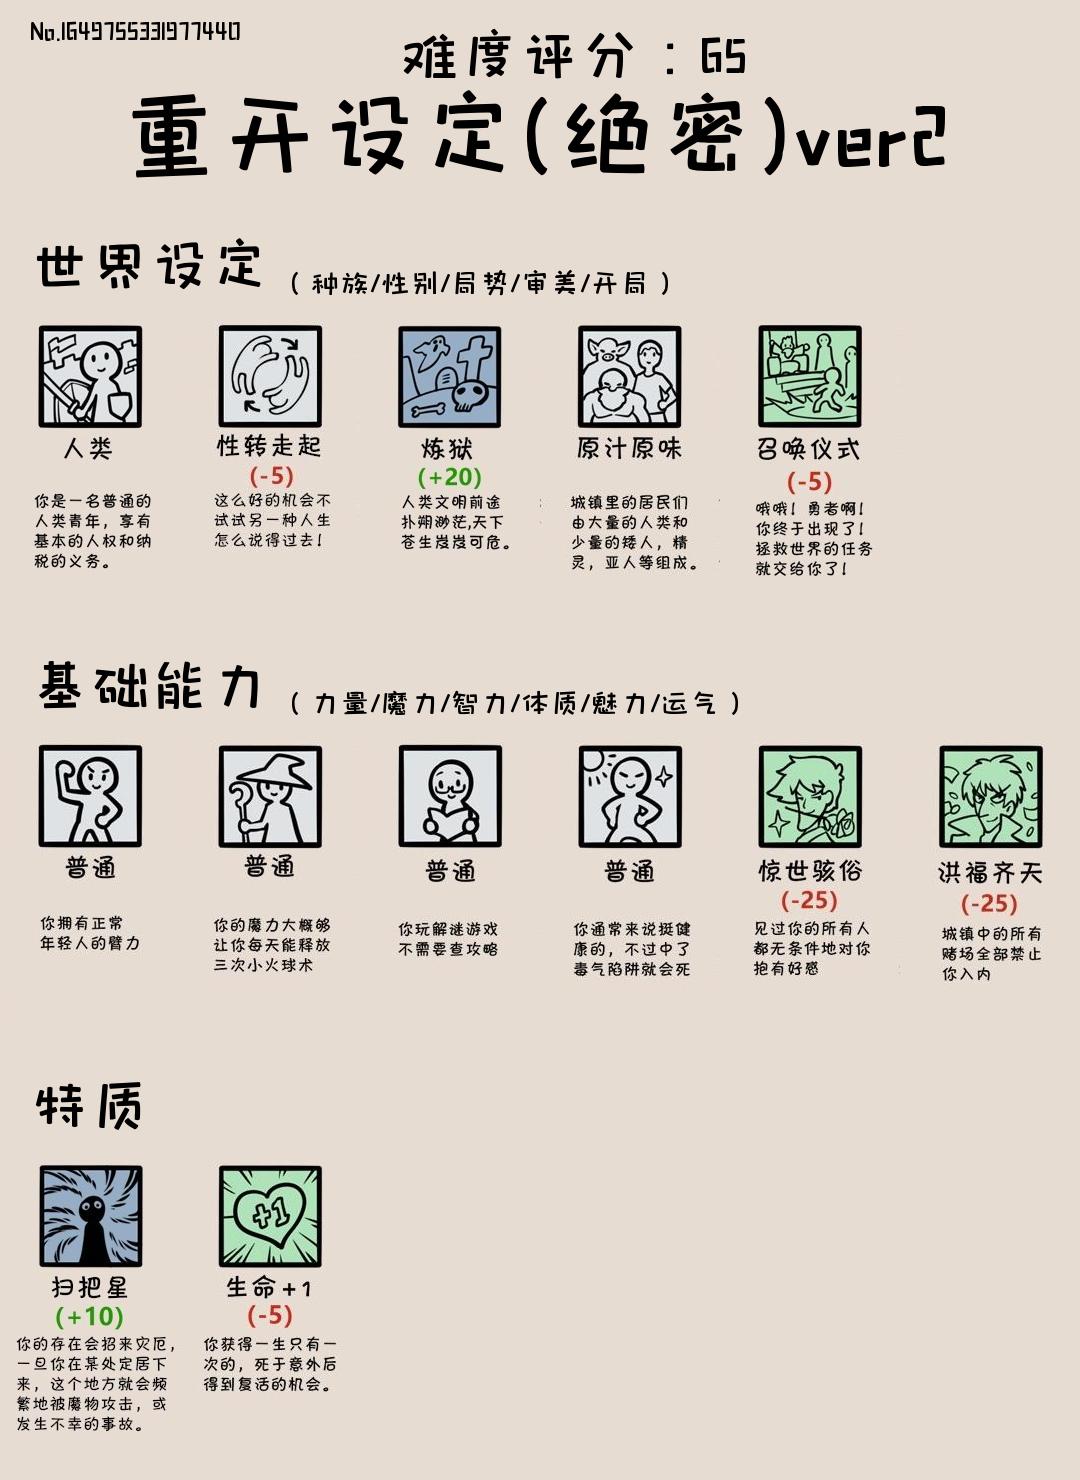 No.1649755331977440
难度评分：65
重开设定(绝密)ver2
世界设定 ( 种族/性别/局势/审美/开局 )
人类
你是一名普通的
人类青年，享有
基本的人权和纳
税的义务。
性转走起
(-5)
这么好的机会不
试试另一种人生
怎么说得过去！
炼狱
(+20)
人类文明前途
扑朔渺茫,天下
苍生岌岌可危。
原汁原味
城镇里的居民们
由大量的人类和
少量的矮人，精
灵，亚人等组成。
召唤仪式
(-5)
哦哦！勇者啊！
你终于出现了！
拯救世界的任务
就交给你了！
基础能力 ( 力量/魔力/智力/体质/魅力/运气 )
普通
你拥有正常
年轻人的臂力
普通
你的魔力大概够
让你每天能释放
三次小火球术
普通
你玩解谜游戏
不需要查攻略
普通
你通常来说挺健
康的，不过中了
毒气陷阱就会死
惊世骇俗
(-25)
见过你的所有人
都无条件地对你
抱有好感
洪福齐天
(-25)
城镇中的所有
赌场全部禁止
你入内
特质
扫把星
(+10)
你的存在会招来灾厄，
一旦你在某处定居下
来，这个地方就会频
繁地被魔物攻击，或
发生不幸的事故。
+1
生命+1
(-5)
你获得一生只有一
次的，死于意外后
得到复活的机会。